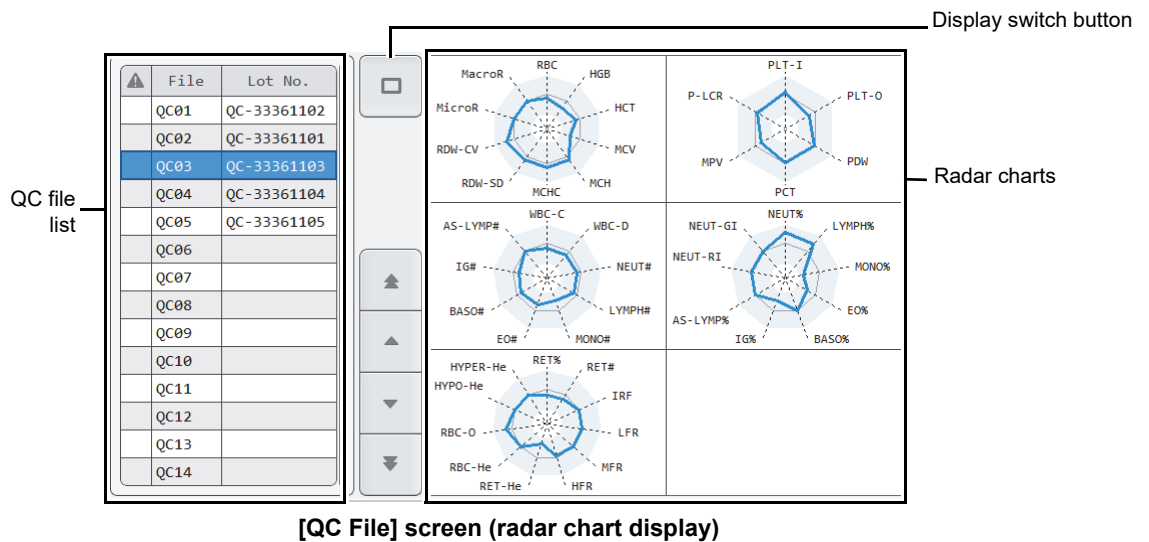 Display switch button
File Lot No.
QC01 QC-33361102
QC02 QC-33361101
QC03 QC-33361103
QC04 QC-33361104
QC05 QC-33361105
QC06
QC07
QC08
QC09
QC10
QC11
QC12
QC13
QC14
QC file
list
RBC
HGB
HCT
MCV
MCH
MCHC
RDW-SD
RDW-CV
MicroR
MacroR
PLT-I
PLT-O
PDW
PCT
MPV
P-LCR
WBC-C
WBC-D
NEUT#
LYMPH#
MONO#
EO#
BASO#
IG#
AS-LYMP#
NEUT%
LYMPH%
MONO%
EO%
BASO%
IG%
AS-LYMP%
NEUT-RI
NEUT-GI
RET%
RET#
IRF
LFR
MFR
HFR
RET-He
RBC-He
RBC-O
HYPO-He
HYPER-He
Radar charts
[QC File] screen (radar chart display)